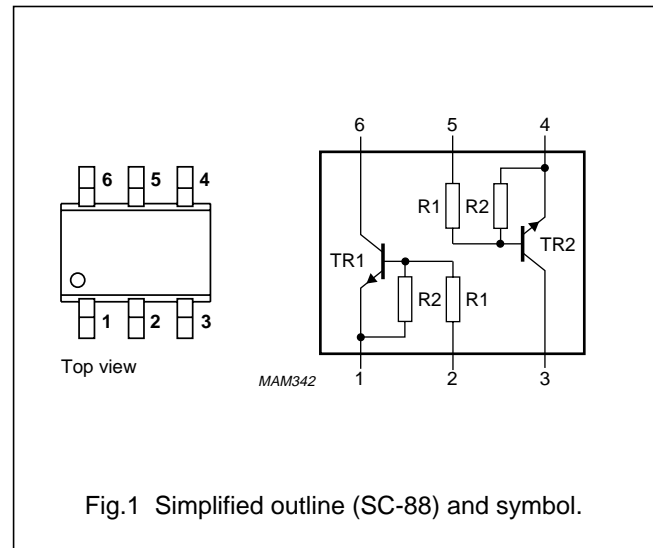 6 5 4
1 2 3
Top view
6 5 4
R1 R2
TR1 TR2
R2 R1
MAM342
1 2 3
Fig.1 Simplified outline (SC-88) and symbol.